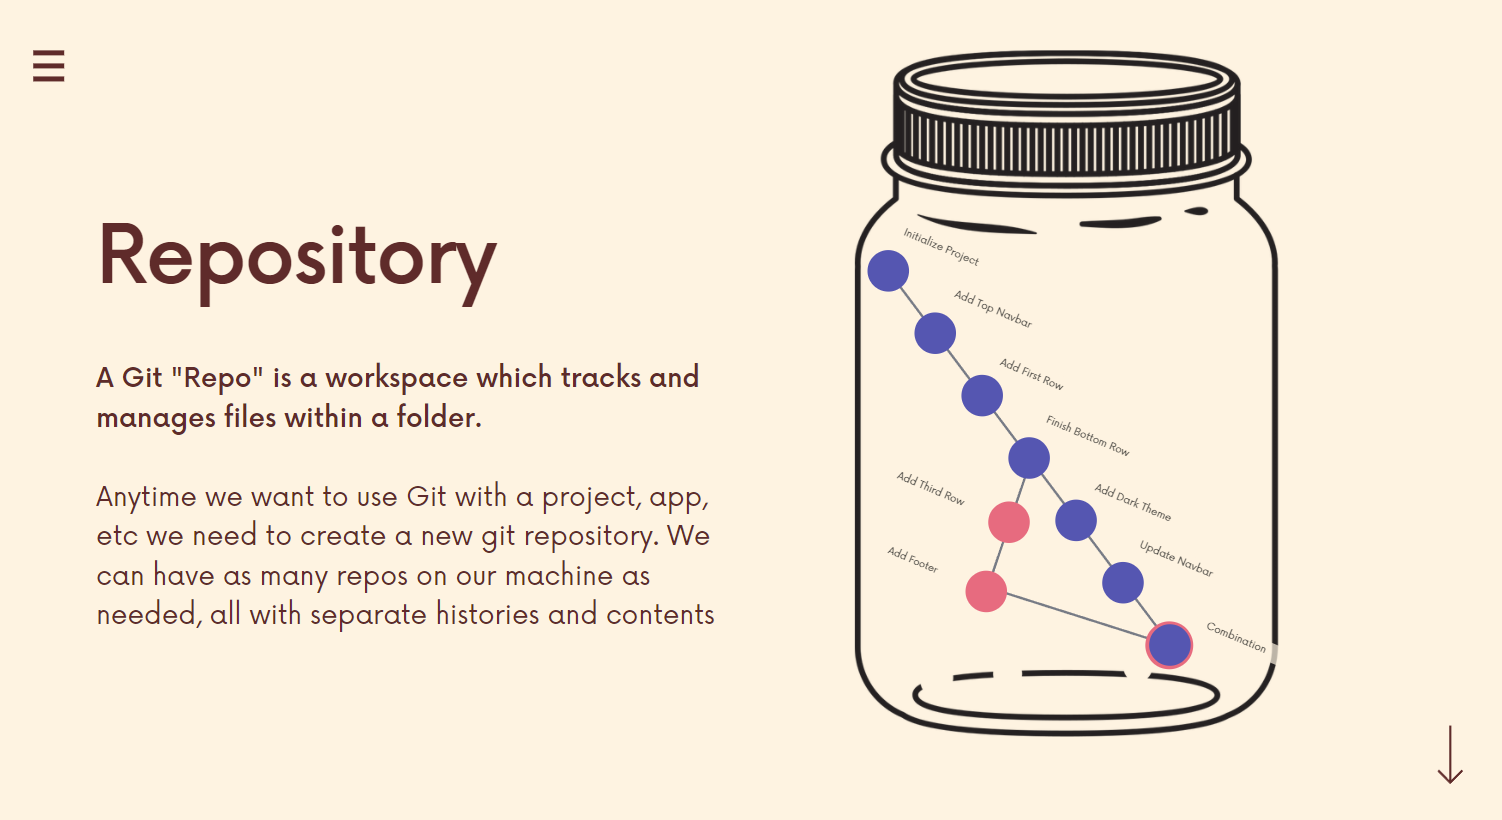 Repository
A Git "Repo" is a workspace which tracks and
manages files within a folder.
Anytime we want to use Git with a project, app,
etc we need to create a new git repository. We
can have as many repos on our machine as
needed, all with separate histories and contents
Initialize Project
Add Top Navbar
Add First Row
Finish Bottom Row
Add Third Row
Add Dark Theme
Add Footer
Update Navbar
Combination